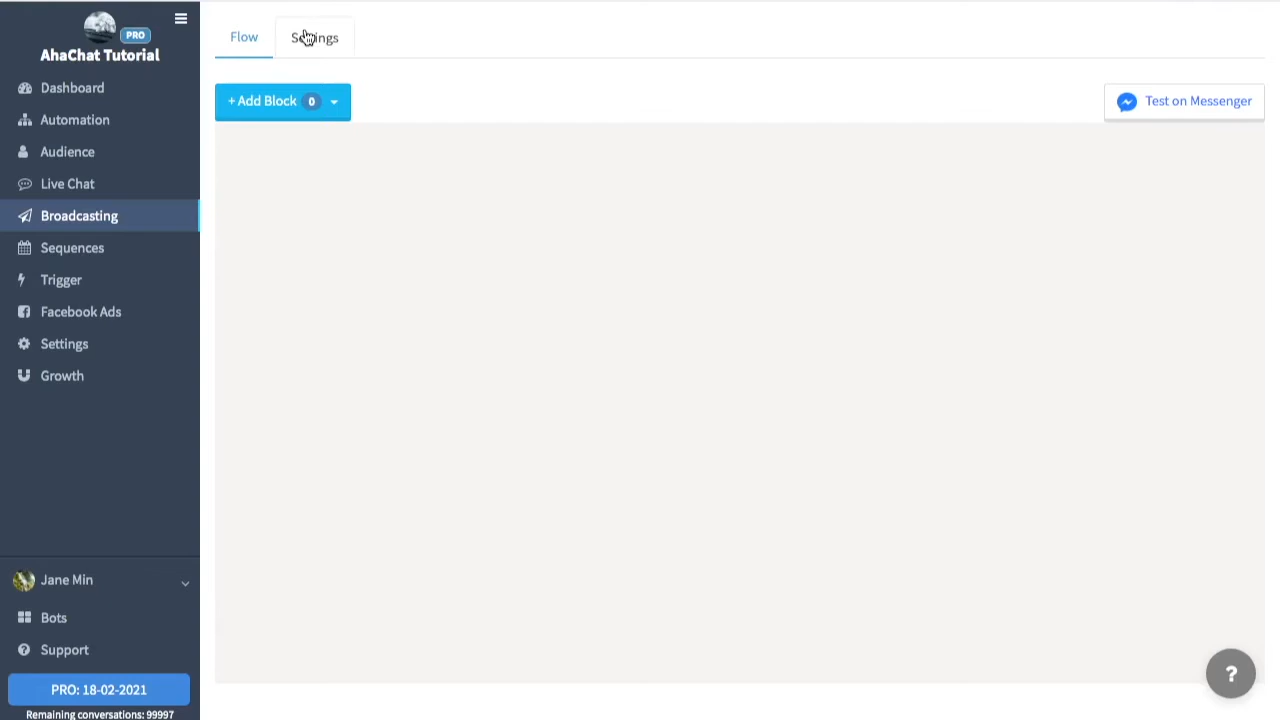 PRO
AhaChat Tutorial
Dashboard
Automation
Audience
Live Chat
Broadcasting
Sequences
Trigger
Facebook Ads
Settings
Growth
Jane Min
Bots
Support
PRO: 18-02-2021
Remaining conversations: 99997
Flow
Settings
+ Add Block 0
Test on Messenger
?